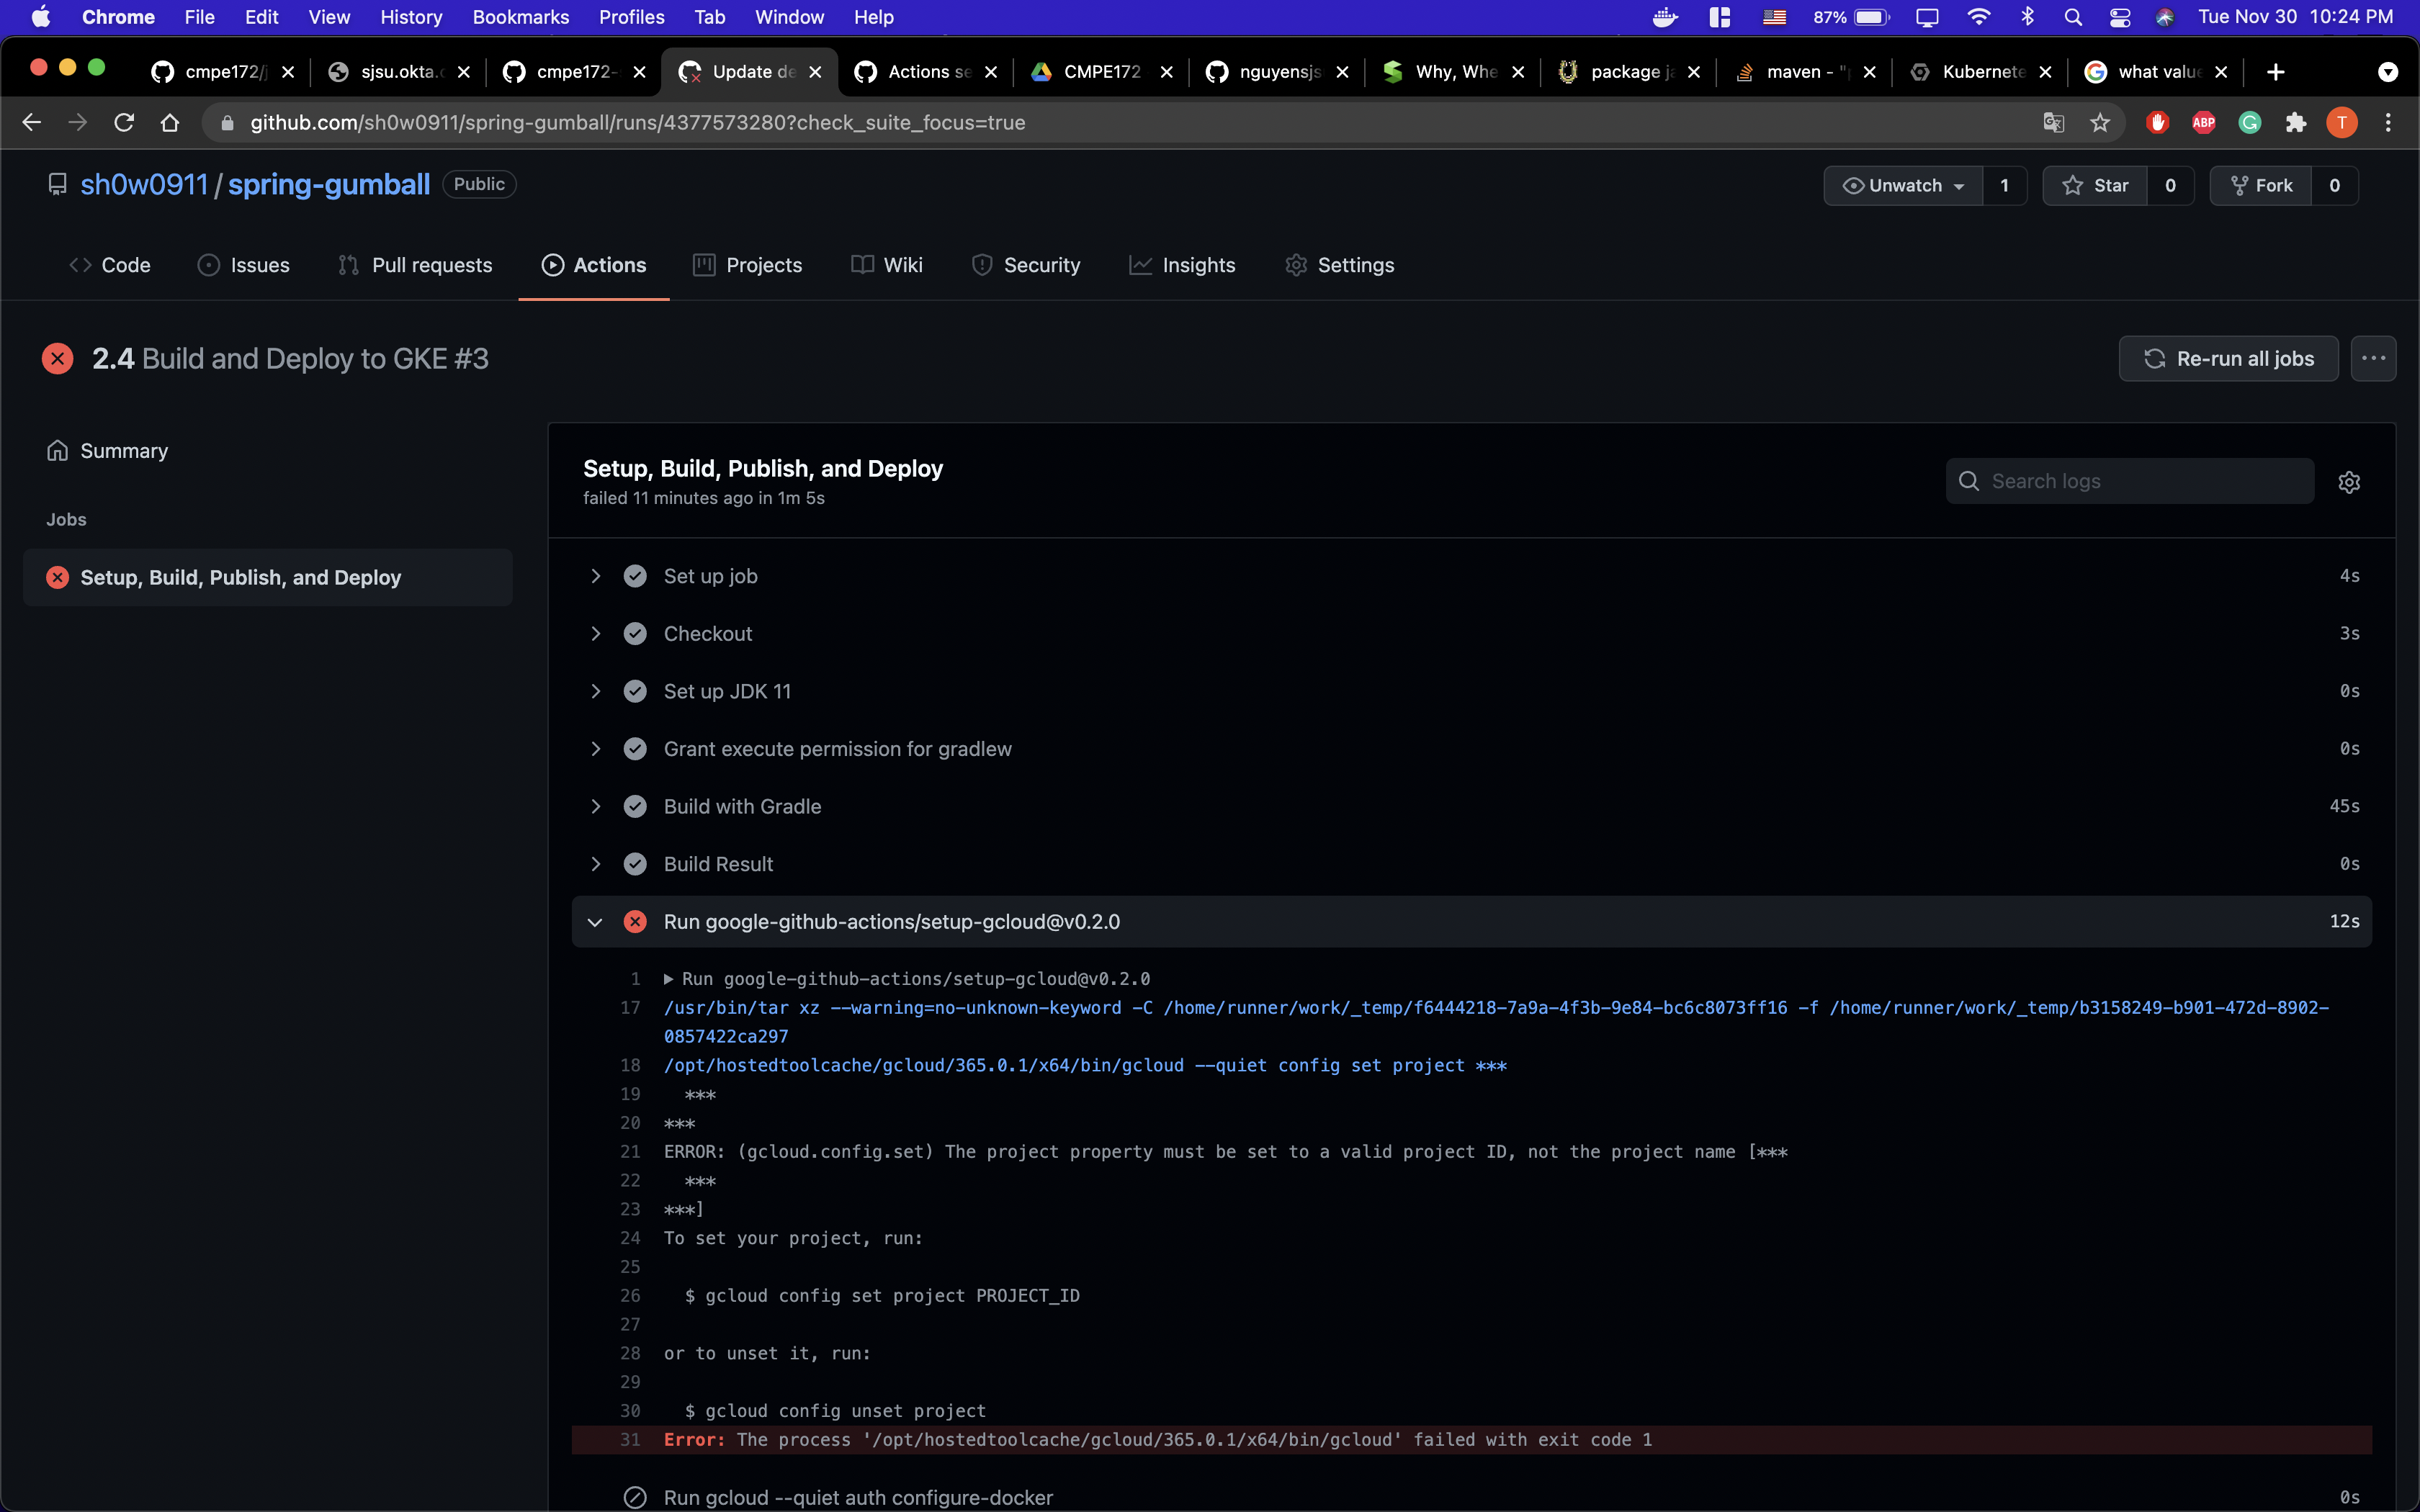 Chrome File Edit View History Bookmarks Profiles Tab Window Help 87% Tue Nov 30 10:24 PM
cmpe172/j sjsu.okta.c cmpe172- Update de Actions se CMPE172 nguyensjs Why, Whe package ja maven - "p Kubernete what value
github.com/sh0w0911/spring-gumball/runs/4377573280?check_suite_focus=true ABP G T
sh0w0911 / spring-gumball Public Unwatch 1 Star 0 Fork 0
Code Issues Pull requests Actions Projects Wiki Security Insights Settings
2.4 Build and Deploy to GKE #3 Re-run all jobs
Summary
Jobs
Setup, Build, Publish, and Deploy
Setup, Build, Publish, and Deploy
failed 11 minutes ago in 1m 5s
Search logs
Set up job 4s
Checkout 3s
Set up JDK 11 0s
Grant execute permission for gradlew 0s
Build with Gradle 45s
Build Result 0s
Run google-github-actions/setup-gcloud@v0.2.0 12s
1 Run google-github-actions/setup-gcloud@v0.2.0
17 /usr/bin/tar xz --warning=no-unknown-keyword -C /home/runner/work/_temp/f6444218-7a9a-4f3b-9e84-bc6c8073ff16 -f /home/runner/work/_temp/b3158249-b901-472d-8902-
0857422ca297
18 /opt/hostedtoolcache/gcloud/365.0.1/x64/bin/gcloud --quiet config set project ***
19 ***
20 ***
21 ERROR: (gcloud.config.set) The project property must be set to a valid project ID, not the project name [***
22 ***
23 ***]
24 To set your project, run:
25
26 $ gcloud config set project PROJECT_ID
27
28 or to unset it, run:
29
30 $ gcloud config unset project
31 Error: The process '/opt/hostedtoolcache/gcloud/365.0.1/x64/bin/gcloud' failed with exit code 1
Run gcloud --quiet auth configure-docker 0s